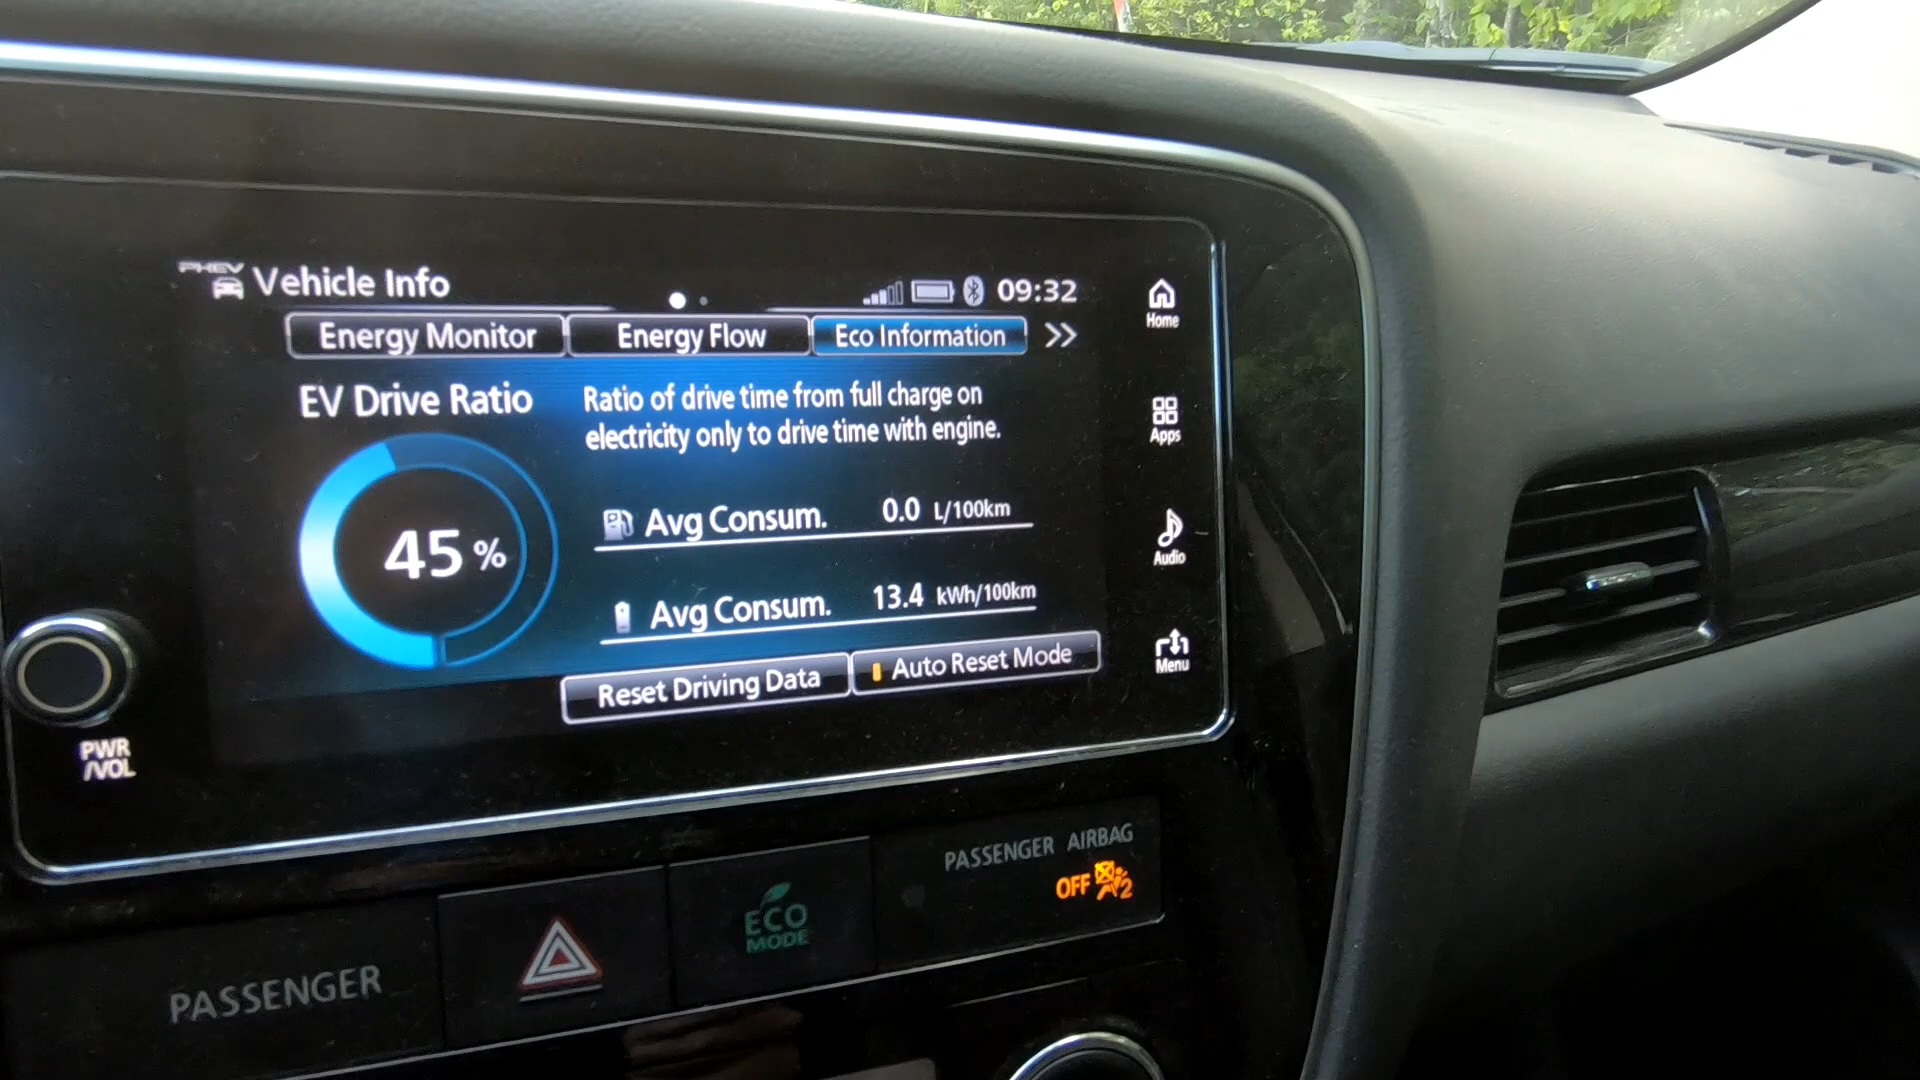 PHEV
Vehicle Info
09:32
Energy Monitor
Energy Flow
Eco Information
EV Drive Ratio
Ratio of drive time from full charge on
electricity only to drive time with engine.
45 %
Avg Consum. 0.0 L/100km
Avg Consum. 13.4 kWh/100km
Reset Driving Data
Auto Reset Mode
Home
Apps
Audio
Menu
PWR
/VOL
PASSENGER
ECO
MODE
PASSENGER AIRBAG
OFF 2